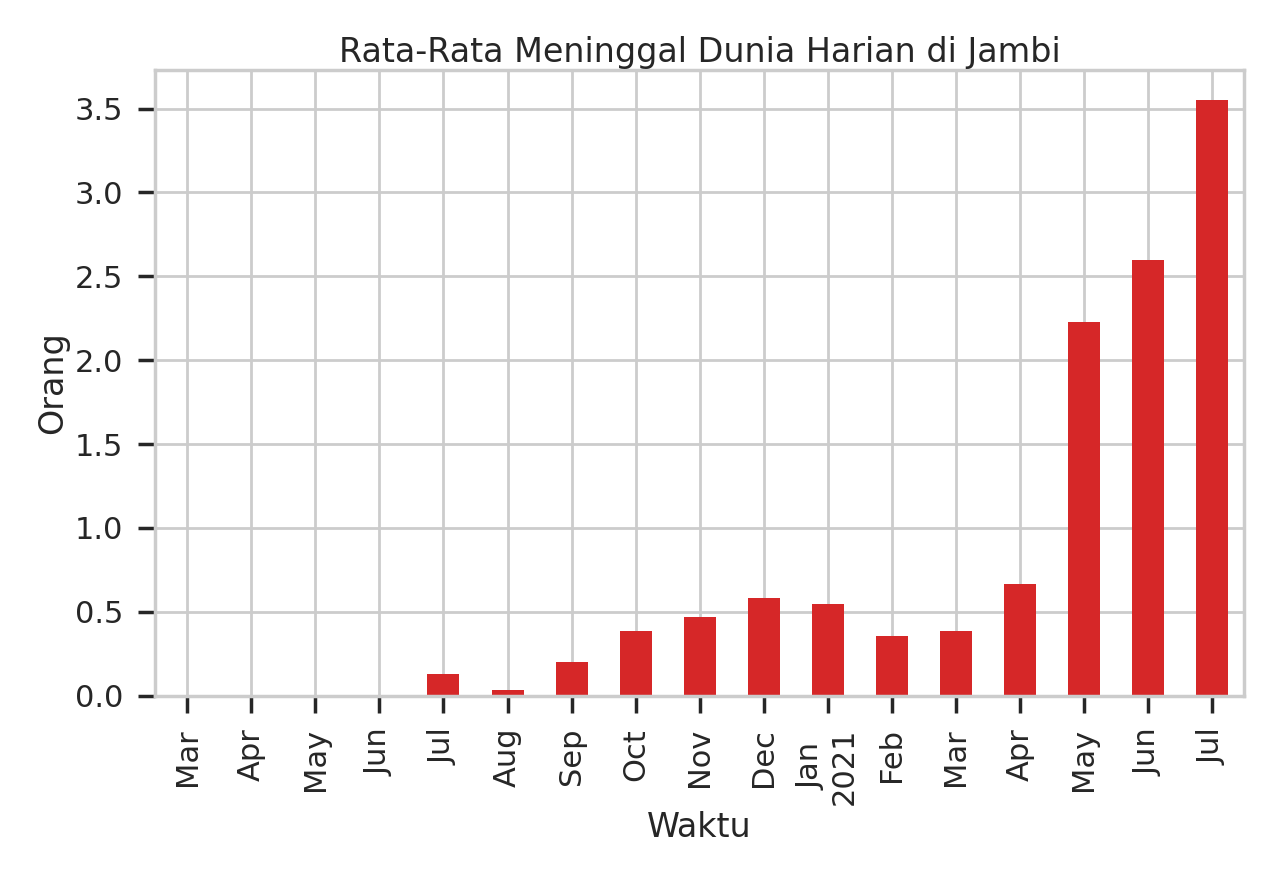 Rata-Rata Meninggal Dunia Harian di Jambi
3.5
3.0
2.5
2.0
1.5
1.0
0.5
0.0
Orang
Mar
Apr
May
Jun
Jul
Aug
Sep
Oct
Nov
Dec
Jan
2021
Feb
Mar
Apr
May
Jun
Jul
Waktu